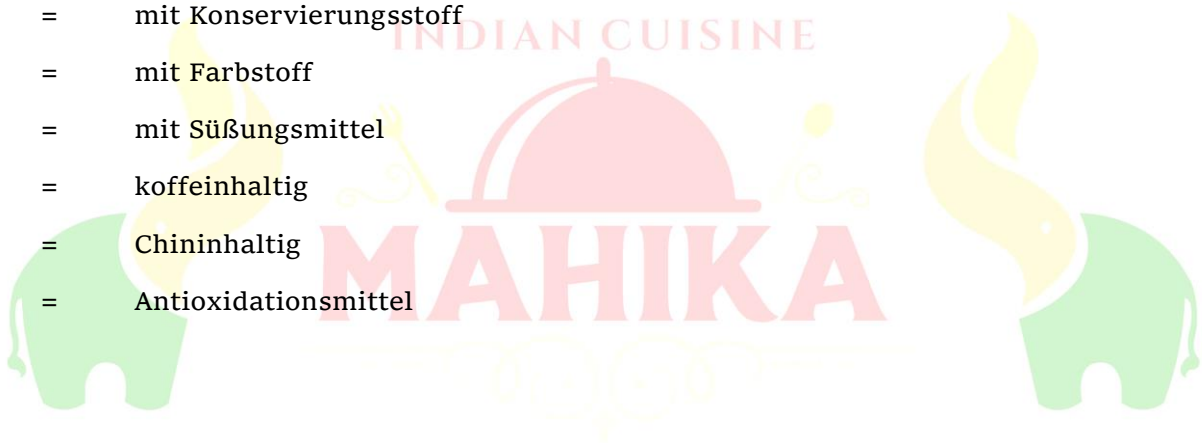 = mit Konservierungsstoff
INDIAN CUISINE
= mit Farbstoff
= mit Süßungsmittel
= koffeinhaltig
= Chininhaltig
MAHIKA
= Antioxidationsmittel